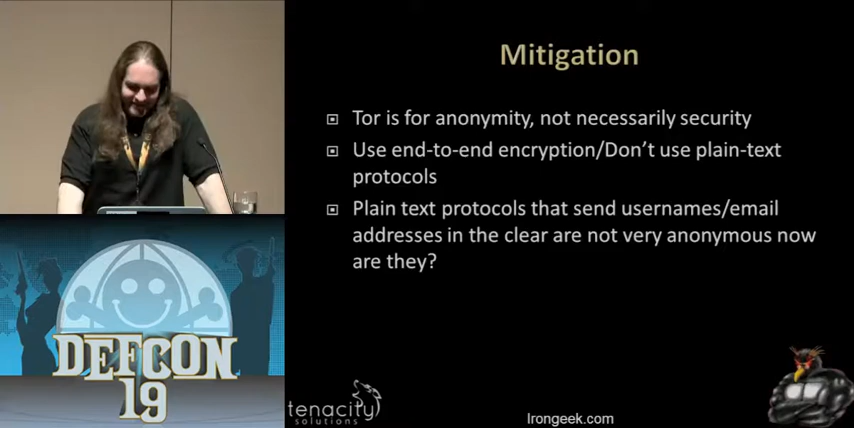 Mitigation
Tor is for anonymity, not necessarily security
Use end-to-end encryption/Don't use plain-text
protocols
Plain text protocols that send usernames/email
addresses in the clear are not very anonymous now
are they?
DEFCON
19
tenacity
solutions
Irongeek.com